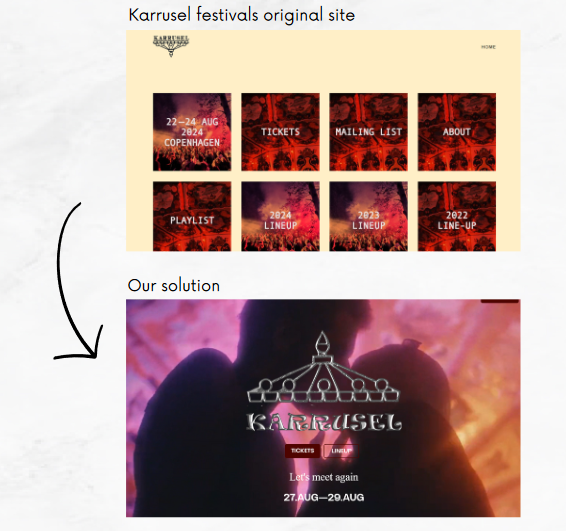 Karrusel festivals original site
KARRUSEL
HOME
22–24 AUG
2024
COPENHAGEN
TICKETS
MAILING LIST
ABOUT
PLAYLIST
2024
LINEUP
2023
LINEUP
2022
LINE-UP
Our solution
KARRUSEL
TICKETS
LINEUP
Let's meet again
27.AUG—29.AUG